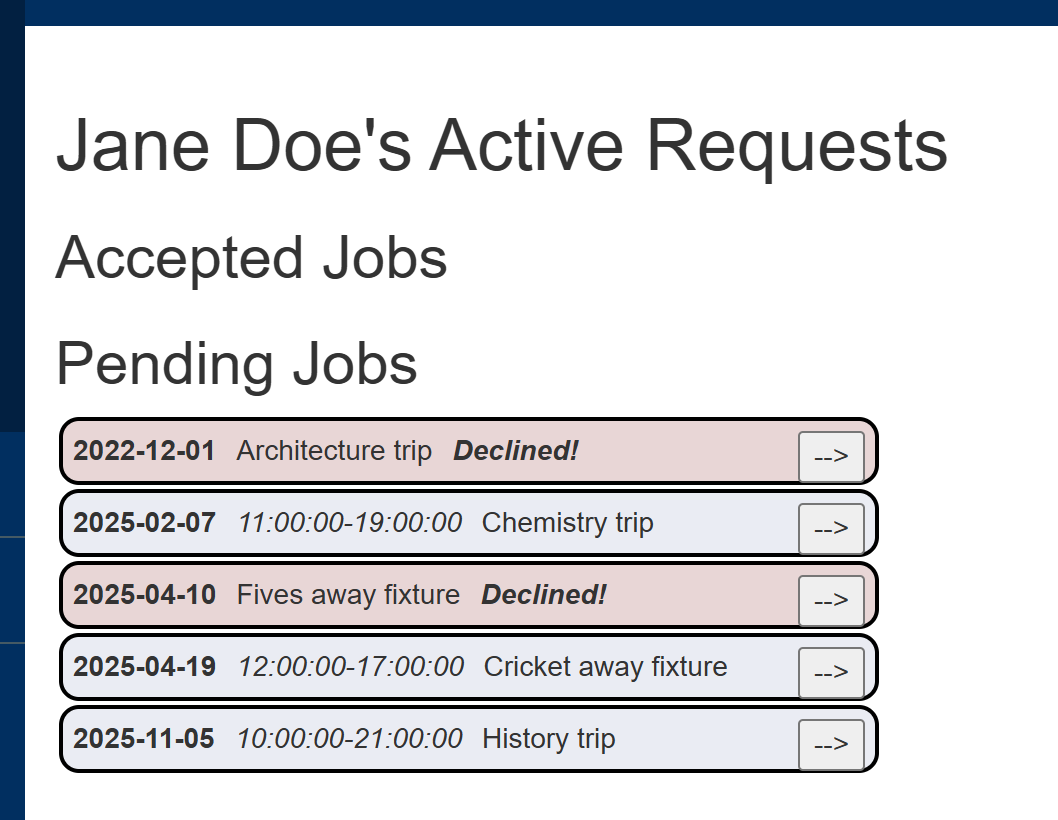 Jane Doe's Active Requests
Accepted Jobs
Pending Jobs
2022-12-01 Architecture trip Declined! -->
2025-02-07 11:00:00-19:00:00 Chemistry trip -->
2025-04-10 Fives away fixture Declined! -->
2025-04-19 12:00:00-17:00:00 Cricket away fixture -->
2025-11-05 10:00:00-21:00:00 History trip -->